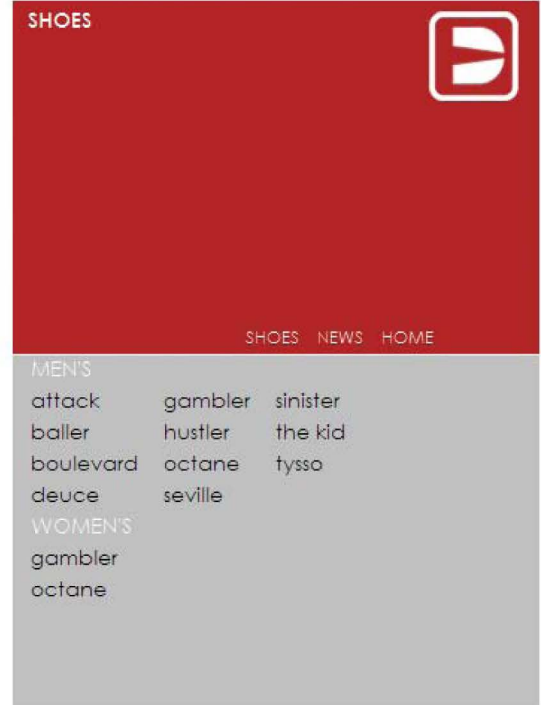 SHOES
SHOES NEWS HOME
MEN'S
attack gambler sinister
baller hustler the kid
boulevard octane tysso
deuce seville
WOMEN'S
gambler
octane